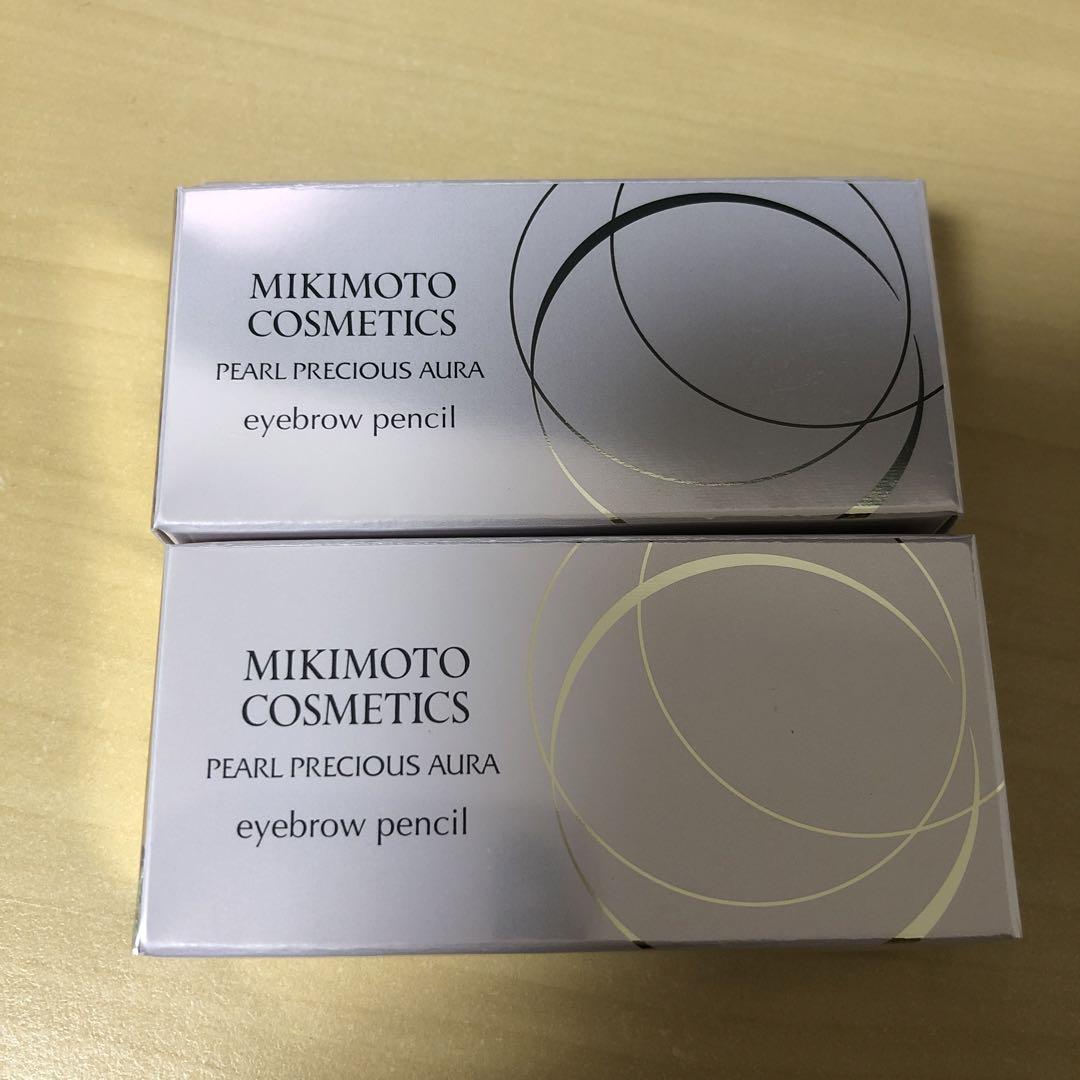 MIKIMOTO
COSMETICS
PEARL PRECIOUS AURA
eyebrow pencil
MIKIMOTO
COSMETICS
PEARL PRECIOUS AURA
eyebrow pencil